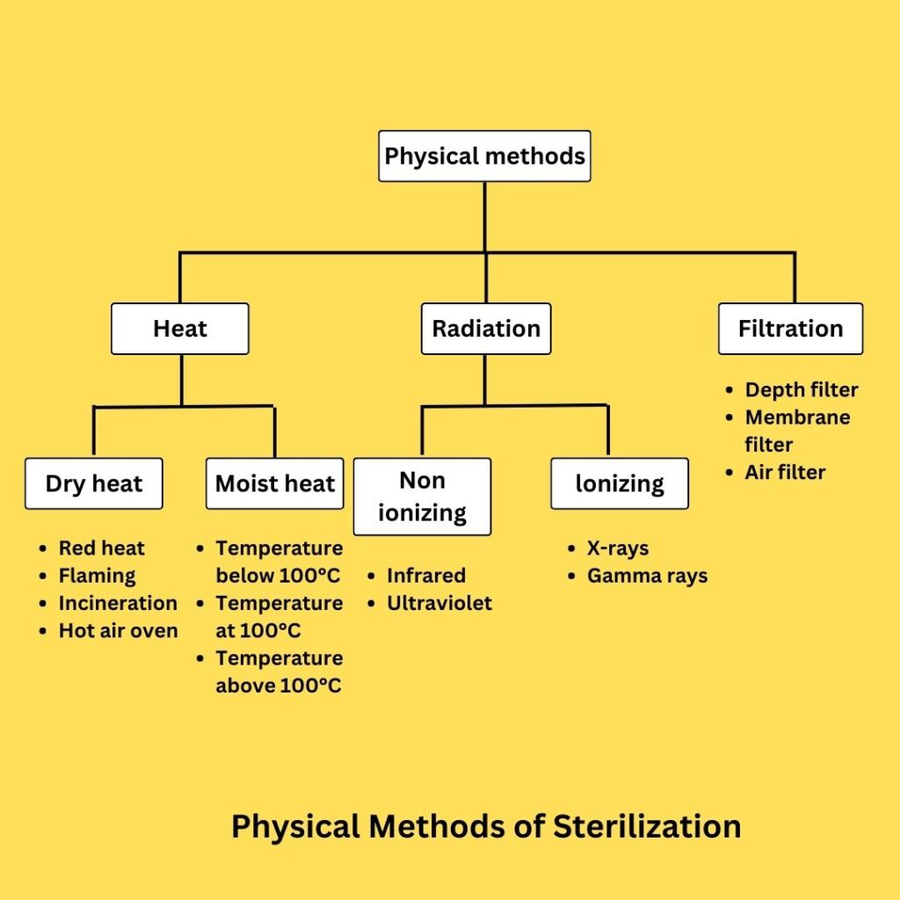 Physical methods
Heat
Radiation
Filtration
• Depth filter
• Membrane
filter
• Air filter
Dry heat
Moist heat
Non
ionizing
Ionizing
• Red heat
• Flaming
• Incineration
• Hot air oven
• Temperature
below 100°C
• Temperature
at 100°C
• Temperature
above 100°C
• Infrared
• Ultraviolet
• X-rays
• Gamma rays
Physical Methods of Sterilization